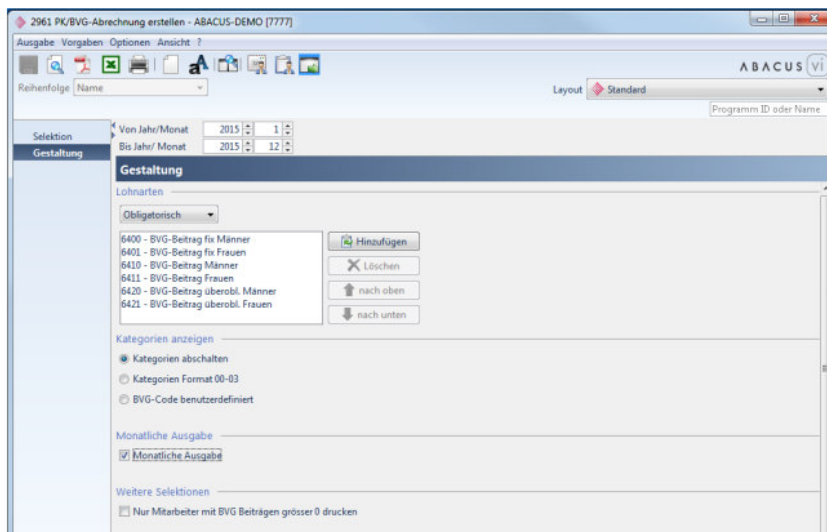 2961 PK/BVG-Abrechnung erstellen - ABACUS-DEMO [7777]
Ausgabe Vorgaben Optionen Ansicht ?
ABACUS vi
Reihenfolge Name
Layout Standard
Programm ID oder Name
Selektion
Gestaltung
Von Jahr/Monat 2015 1
Bis Jahr/ Monat 2015 12
Gestaltung
Lohnarten
Obligatorisch
6400 - BVG-Beitrag fix Männer
6401 - BVG-Beitrag fix Frauen
6410 - BVG-Beitrag Männer
6411 - BVG-Beitrag Frauen
6420 - BVG-Beitrag überobl. Männer
6421 - BVG-Beitrag überobl. Frauen
Hinzufügen
Löschen
nach oben
nach unten
Kategorien anzeigen
Kategorien abschalten
Kategorien Format 00-03
BVG-Code benutzerdefiniert
Monatliche Ausgabe
Monatliche Ausgabe
Weitere Selektionen
Nur Mitarbeiter mit BVG Beiträgen grösser 0 drucken